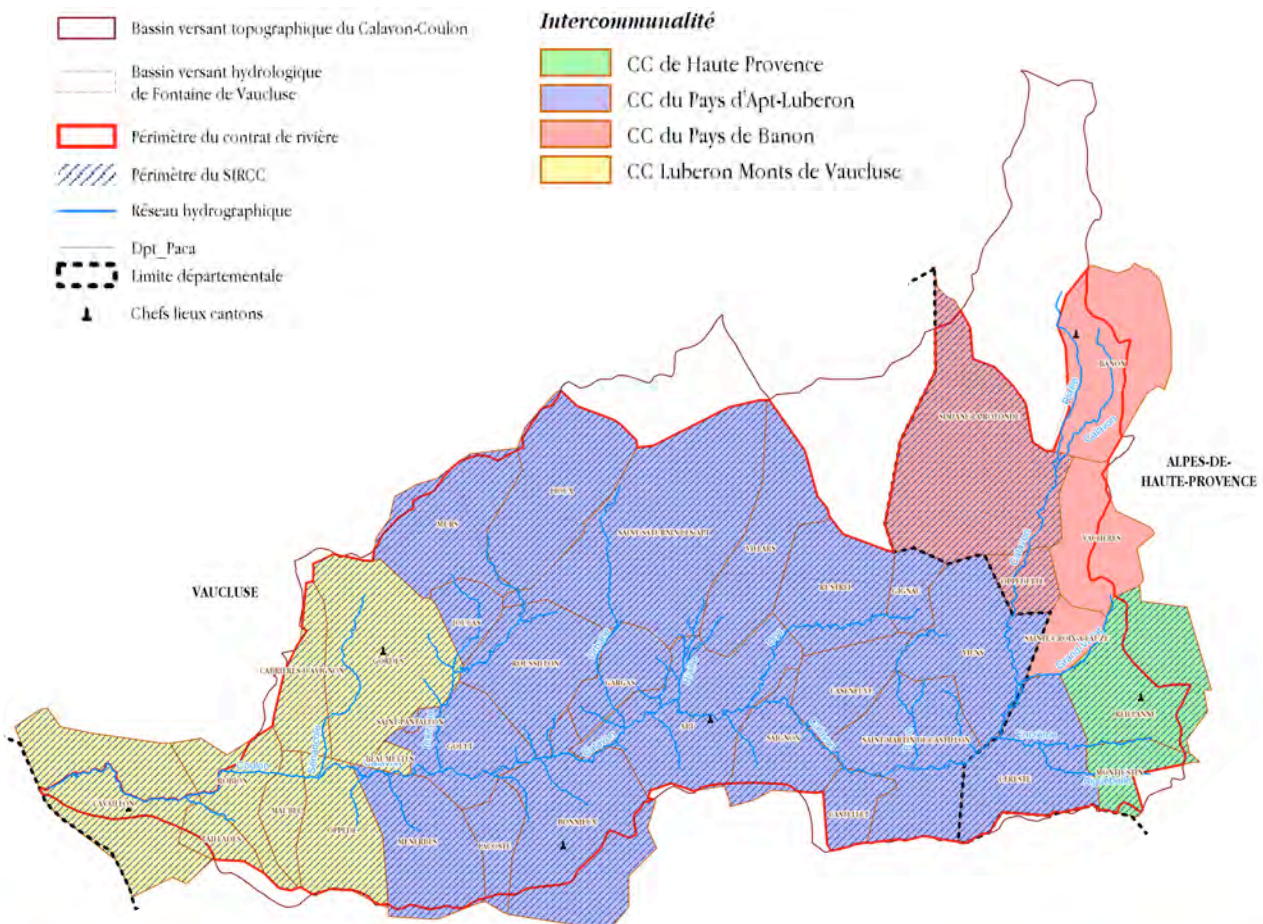 Bassin versant topographique du Calavon-Coulon
Bassin versant hydrologique
de Fontaine de Vaucluse
Périmètre du contrat de rivière
Périmètre du SIRCC
Réseau hydrographique
Dpt_Paca
Limite départementale
Chefs lieux cantons
Intercommunalité
CC de Haute Provence
CC du Pays d'Apt-Luberon
CC du Pays de Banon
CC Luberon Monts de Vaucluse
BANON
SIMIANE-LA-ROTONDE
ALPES-DE-
HAUTE-PROVENCE
LIOUX
MURS
SAINT-SATURNIN-LES-APT
VILLARS
VACHERES
RUSTREL
GIGNAC
OPPEDETTE
VAUCLUSE
JOUCAS
SAINTE-CROIX-A-LAUZE
VIENS
GORDES
ROUSSILLON
CABRIERES-D'AVIGNON
GARGAS
CASENEUVE
REILLANNE
SAINT-PANTALEON
APT
GOULT
SAIGNON
SAINT-MARTIN-DE-CASTILLON
BEAUMETTES
CERESTE
MONTJUSTIN
ROBION
CAVAILLON
MAUBEC
OPPEDE
BONNIEUX
CASTELLET
TAILLADES
MENERBES
LACOSTE